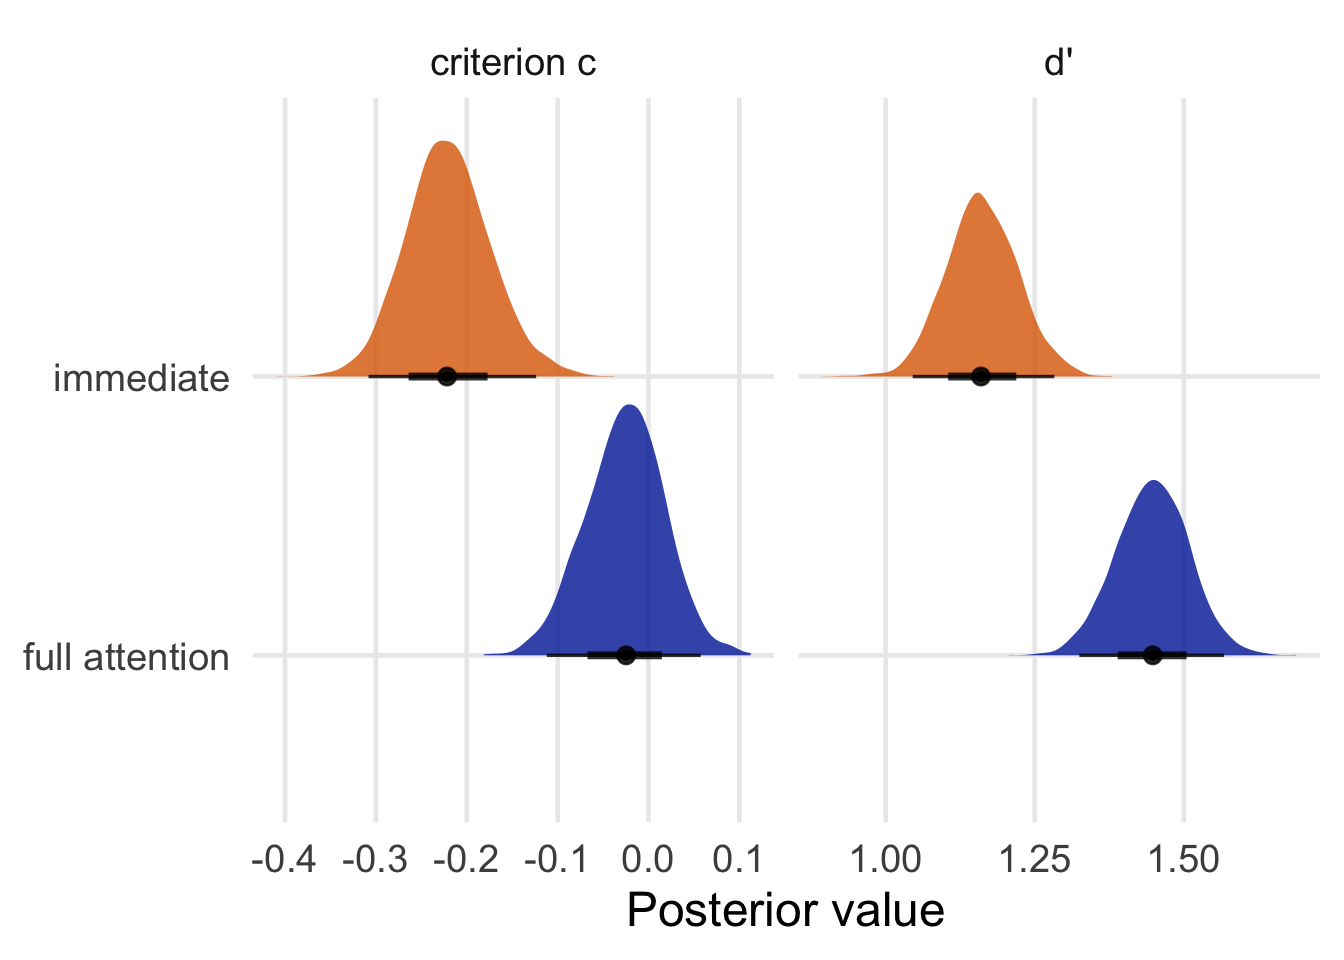 criterion c
d'
immediate
full attention
-0.4 -0.3 -0.2 -0.1 0.0 0.1
1.00 1.25 1.50
Posterior value